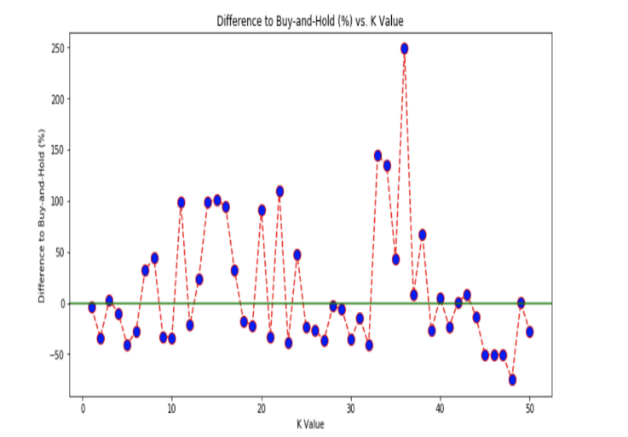 Difference to Buy-and-Hold (%) vs. K Value
Difference to Buy-and-Hold (%)
250
200
150
100
50
0
−50
0 10 20 30 40 50
K Value